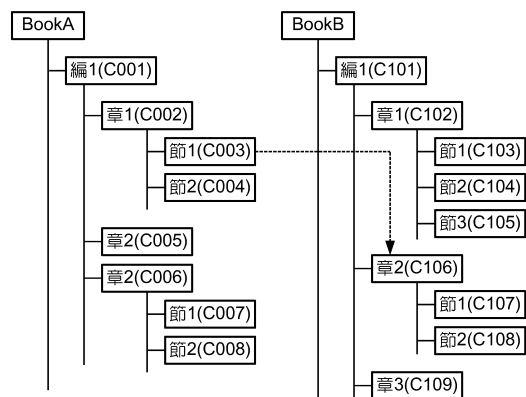 BookA
編1(C001)
章1(C002)
節1(C003)
節2(C004)
章2(C005)
章2(C006)
節1(C007)
節2(C008)
BookB
編1(C101)
章1(C102)
節1(C103)
節2(C104)
節3(C105)
章2(C106)
節1(C107)
節2(C108)
章3(C109)